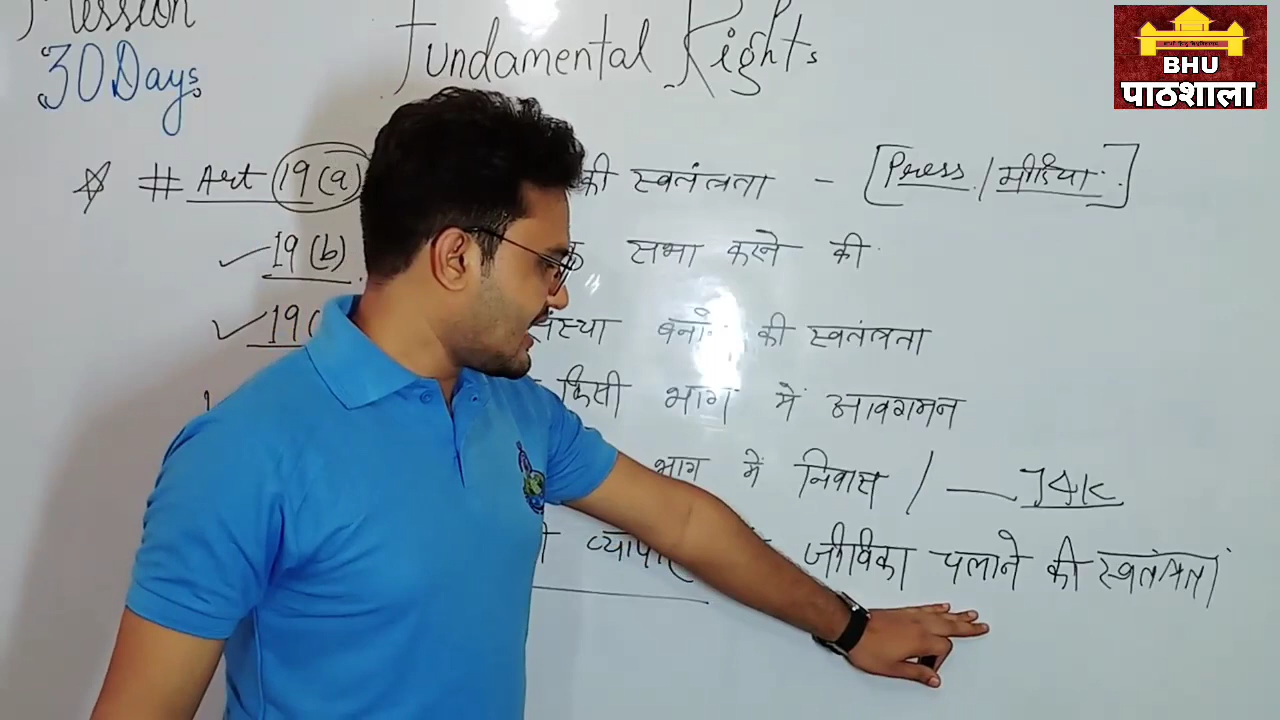 Mission
Fundamental Rights
30 Days
BHU
पाठशाला
# Art 19(a) की स्वतंत्रता - [Press / मीडिया]
19(b) क सभा करने की
19( संस्था बनाने की स्वतंत्रता
किसी भाग में आवागमन
भाग में निवास / — J&K
व्यापार जीविका चलाने की स्वतंत्रता